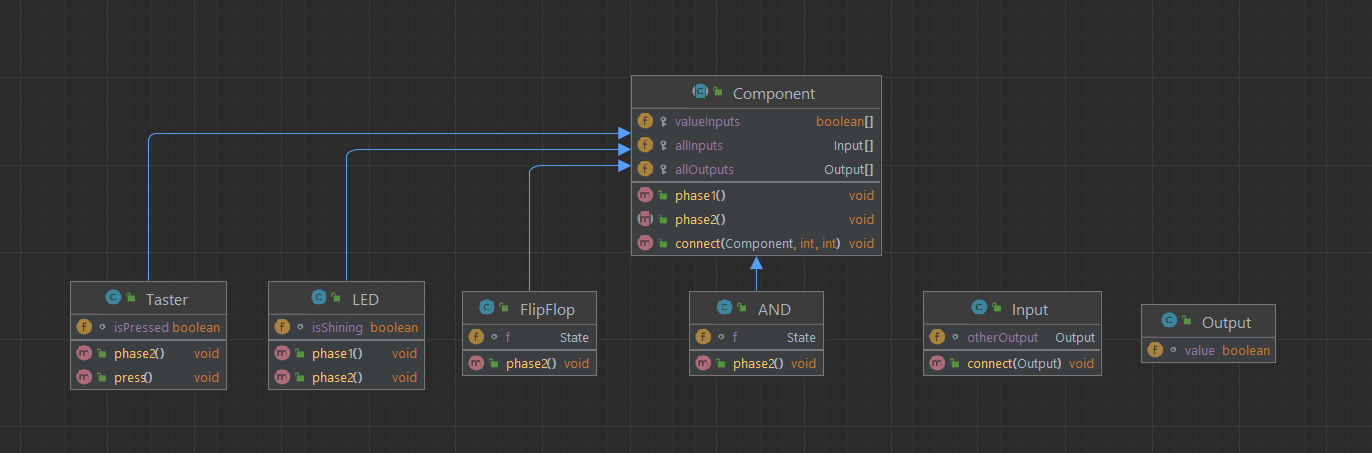 Component
valueInputs boolean[]
allInputs Input[]
allOutputs Output[]
phase1() void
phase2() void
connect(Component, int, int) void
Taster
isPressed boolean
phase2() void
press() void
LED
isShining boolean
phase1() void
phase2() void
FlipFlop
f State
phase2() void
AND
f State
phase2() void
Input
otherOutput Output
connect(Output) void
Output
value boolean